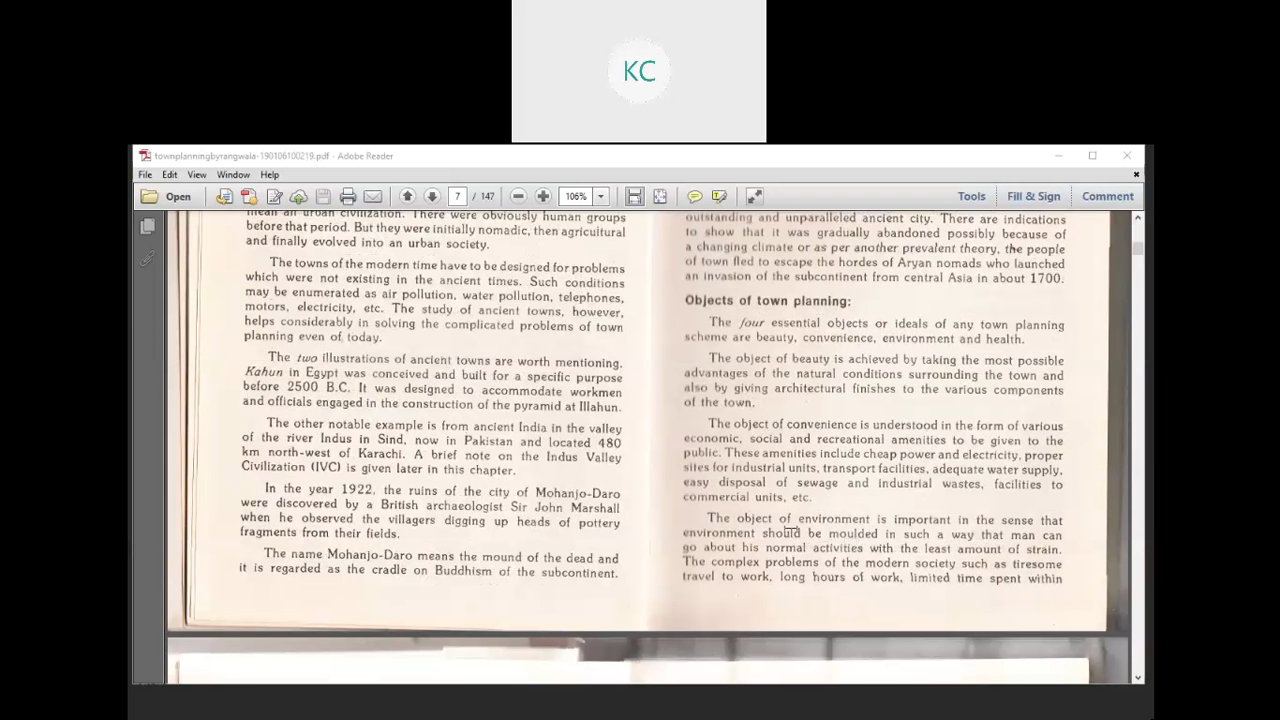 KC
townplanningbyrangwala-190106100219.pdf - Adobe Reader
File Edit View Window Help
Open 7 / 147 106% Tools Fill & Sign Comment
mean an urban civilization. There were obviously human groups
before that period. But they were initially nomadic, then agricultural
and finally evolved into an urban society.
The towns of the modern time have to be designed for problems
which were not existing in the ancient times. Such conditions
may be enumerated as air pollution, water pollution, telephones,
motors, electricity, etc. The study of ancient towns, however,
helps considerably in solving the complicated problems of town
planning even of today.
The two illustrations of ancient towns are worth mentioning.
Kahun in Egypt was conceived and built for a specific purpose
before 2500 B.C. It was designed to accommodate workmen
and officials engaged in the construction of the pyramid at Illahun.
The other notable example is from ancient India in the valley
of the river Indus in Sind, now in Pakistan and located 480
km north-west of Karachi. A brief note on the Indus Valley
Civilization (IVC) is given later in this chapter.
In the year 1922, the ruins of the city of Mohanjo-Daro
were discovered by a British archaeologist Sir John Marshall
when he observed the villagers digging up heads of pottery
fragments from their fields.
The name Mohanjo-Daro means the mound of the dead and
it is regarded as the cradle on Buddhism of the subcontinent.
outstanding and unparalleled ancient city. There are indications
to show that it was gradually abandoned possibly because of
a changing climate or as per another prevalent theory, the people
of town fled to escape the hordes of Aryan nomads who launched
an invasion of the subcontinent from central Asia in about 1700.
Objects of town planning:
The four essential objects or ideals of any town planning
scheme are beauty, convenience, environment and health.
The object of beauty is achieved by taking the most possible
advantages of the natural conditions surrounding the town and
also by giving architectural finishes to the various components
of the town.
The object of convenience is understood in the form of various
economic, social and recreational amenities to be given to the
public. These amenities include cheap power and electricity, proper
sites for industrial units, transport facilities, adequate water supply,
easy disposal of sewage and industrial wastes, facilities to
commercial units, etc.
The object of environment is important in the sense that
environment should be moulded in such a way that man can
go about his normal activities with the least amount of strain.
The complex problems of the modern society such as tiresome
travel to work, long hours of work, limited time spent within